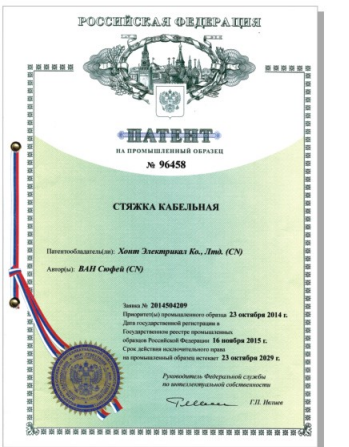 РОССИЙСКАЯ ФЕДЕРАЦИЯ
ПАТЕНТ
НА ПРОМЫШЛЕННЫЙ ОБРАЗЕЦ
№ 96458
СТЯЖКА КАБЕЛЬНАЯ
Патентообладатель(ли): Хонт Электрикал Ко., Лтд. (CN)
Автор(ы): ВАН Сюфей (CN)
Заявка № 2014504209
Приоритет(ы) промышленного образца 23 октября 2014 г.
Дата государственной регистрации в
Государственном реестре промышленных
образцов Российской Федерации 16 ноября 2015 г.
Срок действия исключительного права
на промышленный образец истекает 23 октября 2029 г.
Руководитель Федеральной службы
по интеллектуальной собственности
Г.П. Ивлиев